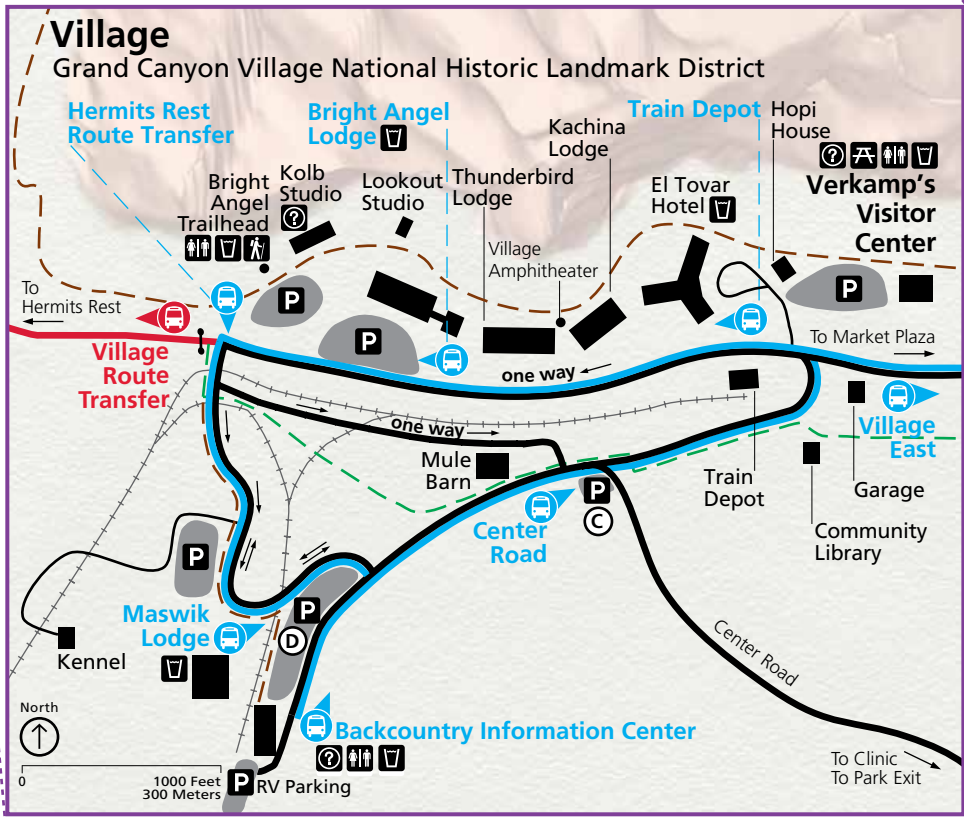 Village
Grand Canyon Village National Historic Landmark District
Hermits Rest
Route Transfer
Bright Angel
Lodge
Train Depot
Hopi
House
Kachina
Lodge
Kolb
Studio
?
Bright
Angel
Trailhead
Lookout
Studio
Thunderbird
Lodge
El Tovar
Hotel
?
Verkamp's
Visitor
Center
Village
Amphitheater
To
Hermits Rest
P
P
P
To Market Plaza
Village
Route
Transfer
one way
one way
Village
East
Mule
Barn
Train
Depot
Garage
P
C
Center
Road
Community
Library
P
P
D
Maswik
Lodge
Kennel
Center Road
North
Backcountry Information Center
?
0
1000 Feet
300 Meters
P
RV Parking
To Clinic
To Park Exit